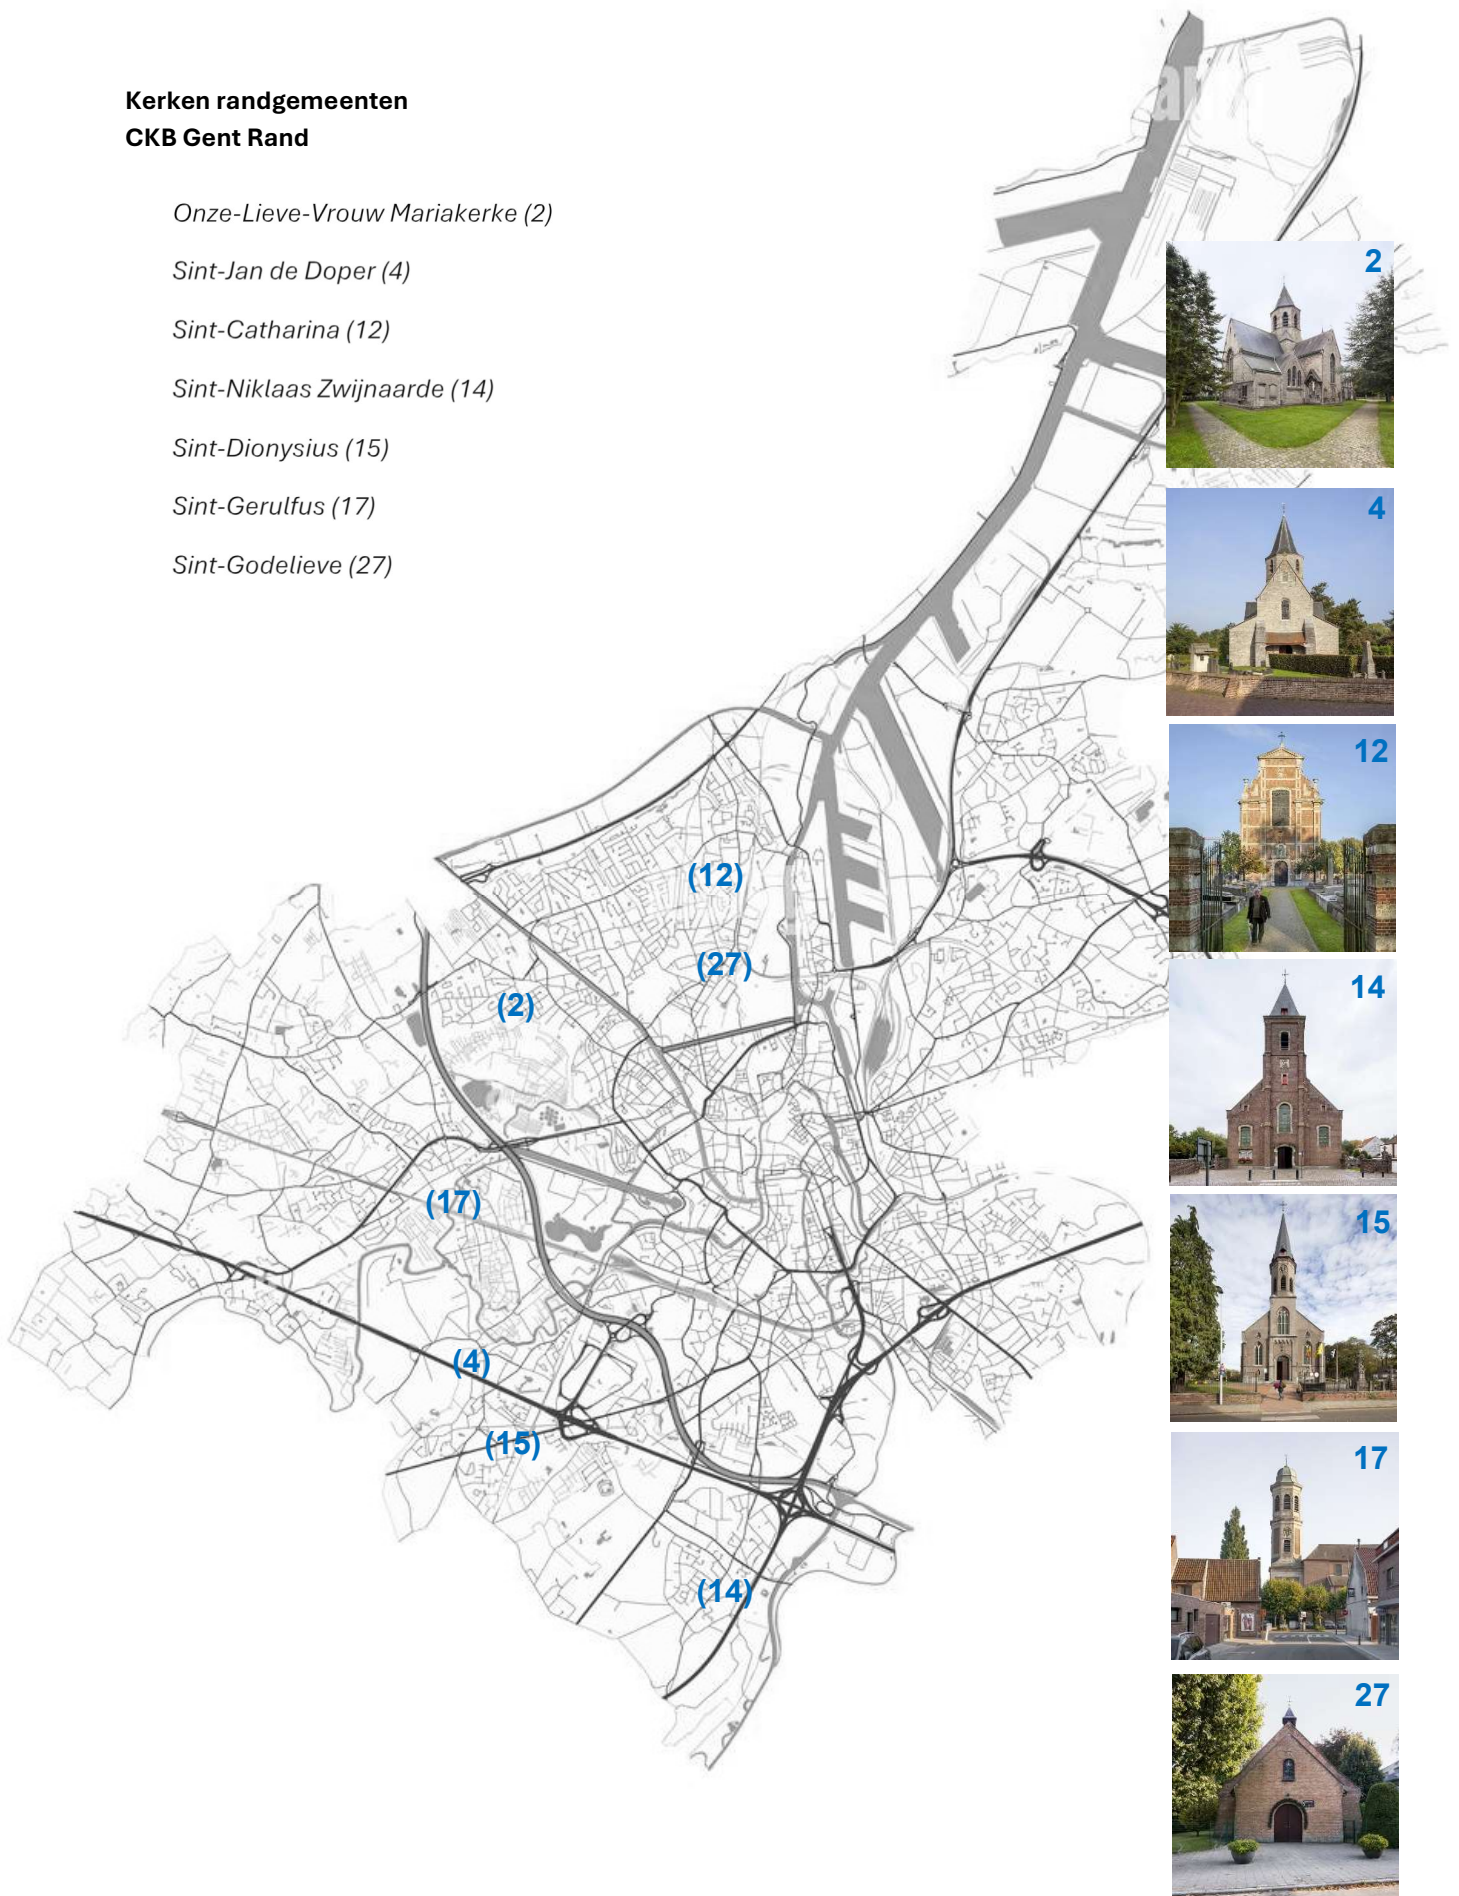 Kerken randgemeenten
CKB Gent Rand
Onze-Lieve-Vrouw Mariakerke (2)
Sint-Jan de Doper (4)
Sint-Catharina (12)
Sint-Niklaas Zwijnaarde (14)
Sint-Dionysius (15)
Sint-Gerulfus (17)
Sint-Godelieve (27)
2
4
12
(12)
(27)
14
(2)
(17)
15
(4)
(15)
17
(14)
27